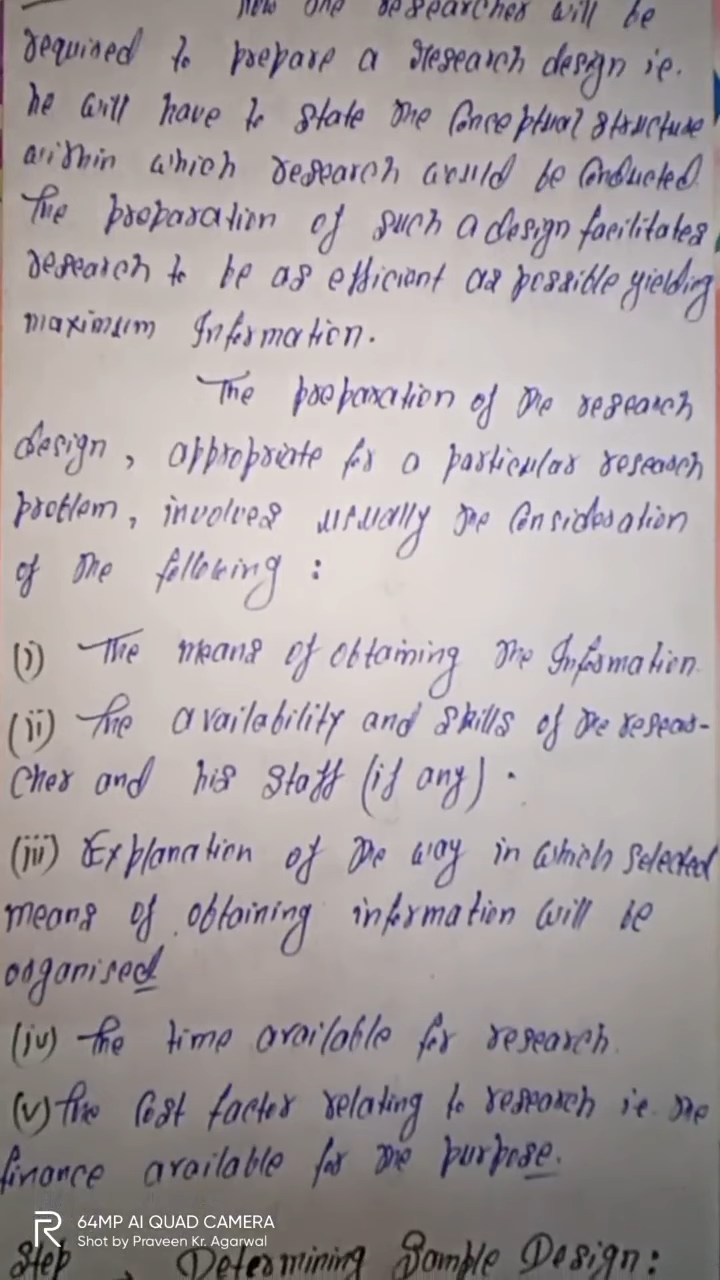 Now the researcher will be
required to prepare a research design i.e.
he will have to state the Conceptual structure
within which research would be Conducted.
The preparation of such a design facilitates
research to be as efficient as possible yielding
maximum Information.
The preparation of the research
design, appropriate for a particular research
problem, involves usually the Consideration
of the following :
(i) The means of obtaining the Information.
(ii) The availability and skills of the resear-
cher and his staff (if any).
(iii) Explanation of the way in which selected
means of obtaining information will be
organised
(iv) The time available for research.
(v) The Cost factor relating to research i.e. the
finance available for the purpose.
64MP AI QUAD CAMERA
Shot by Praveen Kr. Agarwal
Step , Determining Sample Design: